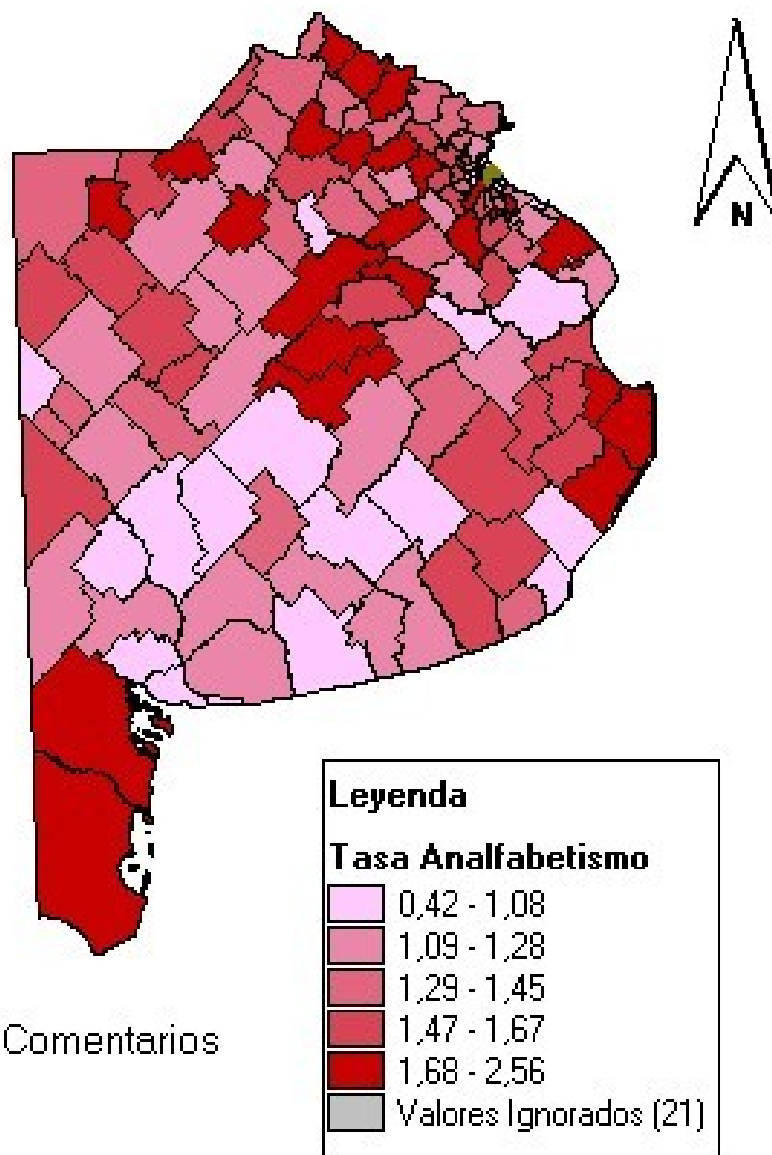 N
Leyenda
Tasa Analfabetismo
0,42 - 1,08
1,09 - 1,28
1,29 - 1,45
1,47 - 1,67
1,68 - 2,56
Valores Ignorados (21)
Comentarios